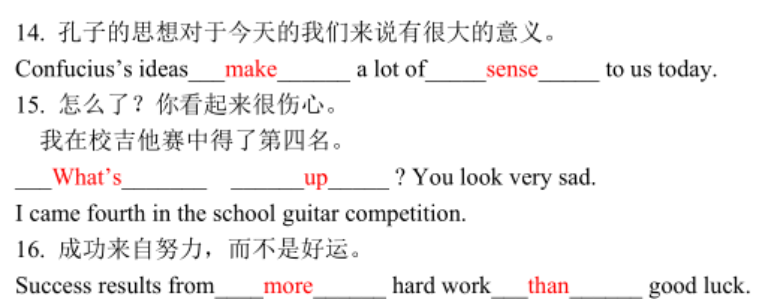 14. 孔子的思想对于今天的我们来说有很大的意义。
Confucius’s ideas___make______ a lot of_____sense_____ to us today.
15. 怎么了？你看起来很伤心。
我在校吉他赛中得了第四名。
___What’s_______ ______up_____ ? You look very sad.
I came fourth in the school guitar competition.
16. 成功来自努力，而不是好运。
Success results from____more______ hard work___than______ good luck.